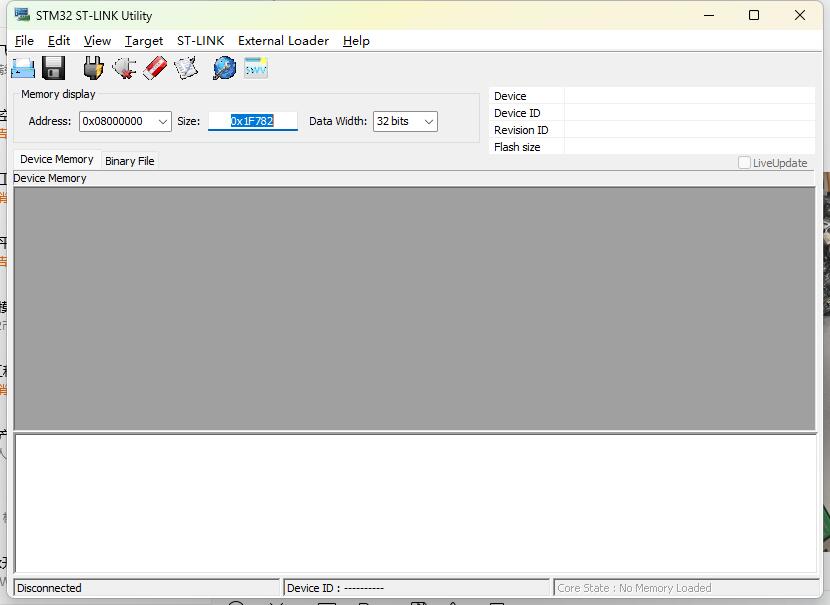 STM32 ST-LINK Utility
File Edit View Target ST-LINK External Loader Help
Memory display
Address: 0x08000000 Size: 0x1F782 Data Width: 32 bits
Device
Device ID
Revision ID
Flash size
Device Memory Binary File LiveUpdate
Device Memory
Disconnected Device ID : ---------- Core State : No Memory Loaded